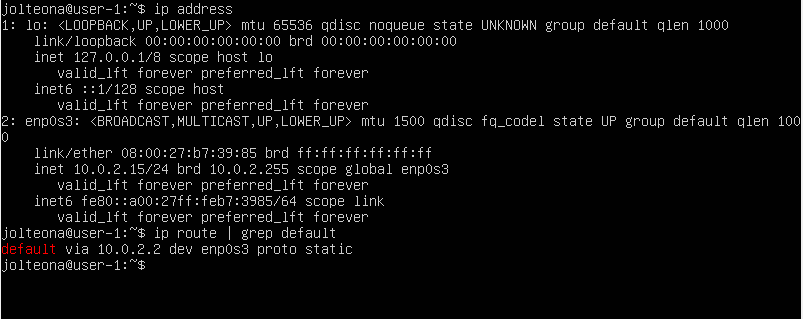 jolteona@user-1:~$ ip address
1: lo: <LOOPBACK,UP,LOWER_UP> mtu 65536 qdisc noqueue state UNKNOWN group default qlen 1000
    link/loopback 00:00:00:00:00:00 brd 00:00:00:00:00:00
    inet 127.0.0.1/8 scope host lo
       valid_lft forever preferred_lft forever
    inet6 ::1/128 scope host
       valid_lft forever preferred_lft forever
2: enp0s3: <BROADCAST,MULTICAST,UP,LOWER_UP> mtu 1500 qdisc fq_codel state UP group default qlen 100
0
    link/ether 08:00:27:b7:39:85 brd ff:ff:ff:ff:ff:ff
    inet 10.0.2.15/24 brd 10.0.2.255 scope global enp0s3
       valid_lft forever preferred_lft forever
    inet6 fe80::a00:27ff:feb7:3985/64 scope link
       valid_lft forever preferred_lft forever
jolteona@user-1:~$ ip route | grep default
default via 10.0.2.2 dev enp0s3 proto static
jolteona@user-1:~$